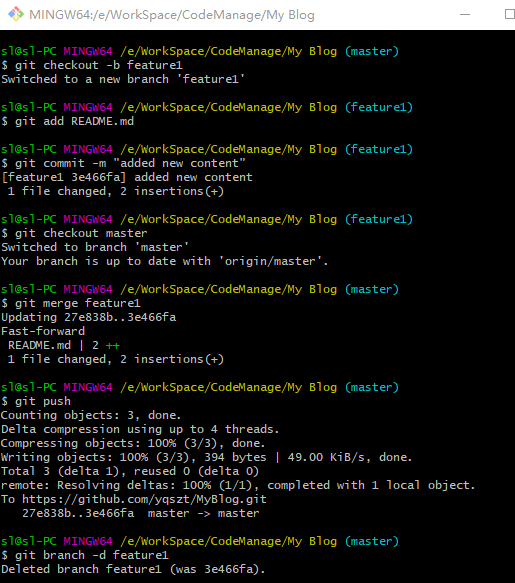 MINGW64:/e/WorkSpace/CodeManage/My Blog
sl@sl-PC MINGW64 /e/WorkSpace/CodeManage/My Blog (master)
$ git checkout -b feature1
Switched to a new branch 'feature1'
sl@sl-PC MINGW64 /e/WorkSpace/CodeManage/My Blog (feature1)
$ git add README.md
sl@sl-PC MINGW64 /e/WorkSpace/CodeManage/My Blog (feature1)
$ git commit -m "added new content"
[feature1 3e466fa] added new content
 1 file changed, 2 insertions(+)
sl@sl-PC MINGW64 /e/WorkSpace/CodeManage/My Blog (feature1)
$ git checkout master
Switched to branch 'master'
Your branch is up to date with 'origin/master'.
sl@sl-PC MINGW64 /e/WorkSpace/CodeManage/My Blog (master)
$ git merge feature1
Updating 27e838b..3e466fa
Fast-forward
 README.md | 2 ++
 1 file changed, 2 insertions(+)
sl@sl-PC MINGW64 /e/WorkSpace/CodeManage/My Blog (master)
$ git push
Counting objects: 3, done.
Delta compression using up to 4 threads.
Compressing objects: 100% (3/3), done.
Writing objects: 100% (3/3), 394 bytes | 49.00 KiB/s, done.
Total 3 (delta 1), reused 0 (delta 0)
remote: Resolving deltas: 100% (1/1), completed with 1 local object.
To https://github.com/yqszt/MyBlog.git
   27e838b..3e466fa  master -> master
sl@sl-PC MINGW64 /e/WorkSpace/CodeManage/My Blog (master)
$ git branch -d feature1
Deleted branch feature1 (was 3e466fa).